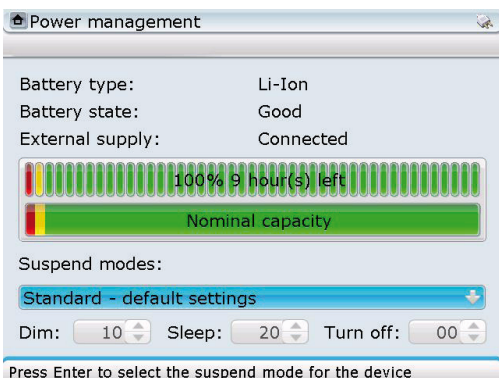 Power management
Battery type: Li-Ion
Battery state: Good
External supply: Connected
100% 9 hour(s) left
Nominal capacity
Suspend modes:
Standard - default settings
Dim: 10 Sleep: 20 Turn off: 00
Press Enter to select the suspend mode for the device